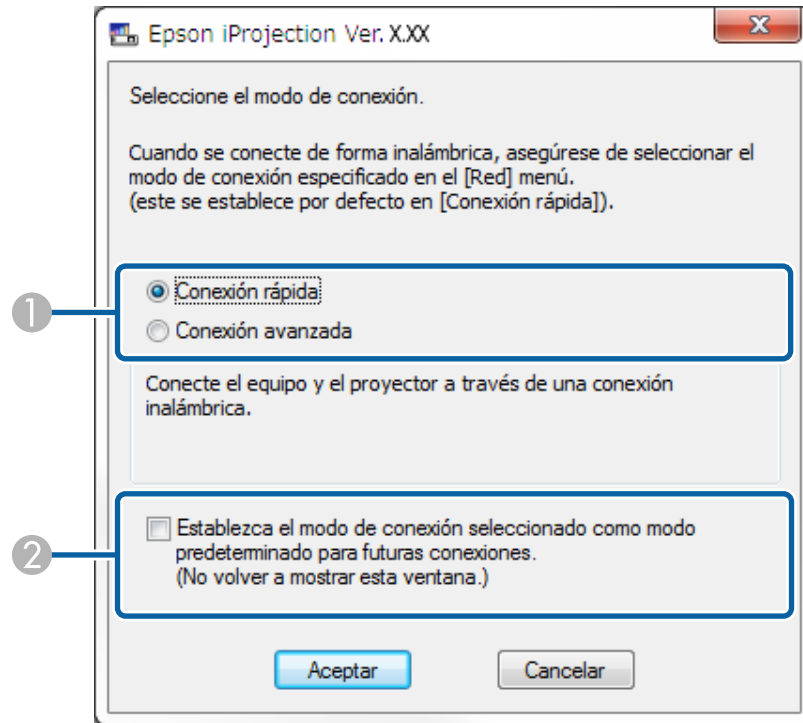 Epson iProjection Ver. X.XX
Seleccione el modo de conexión.
Cuando se conecte de forma inalámbrica, asegúrese de seleccionar el
modo de conexión especificado en el [Red] menú.
(este se establece por defecto en [Conexión rápida]).
1
Conexión rápida
Conexión avanzada
Conecte el equipo y el proyector a través de una conexión
inalámbrica.
2
Establezca el modo de conexión seleccionado como modo
predeterminado para futuras conexiones.
(No volver a mostrar esta ventana.)
Aceptar
Cancelar